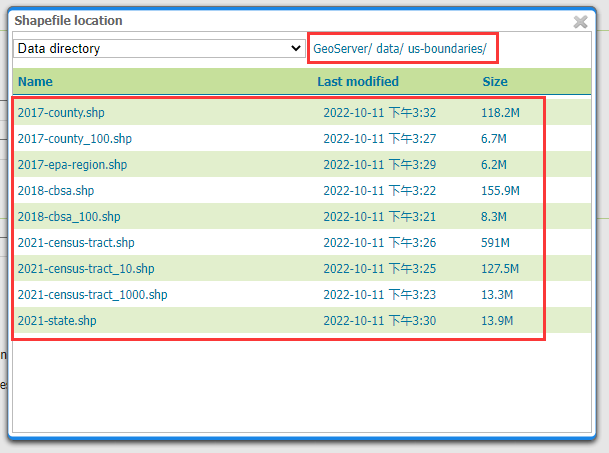 Shapefile location
Data directory GeoServer/ data/ us-boundaries/
Name Last modified Size
2017-county.shp 2022-10-11 下午3:32 118.2M
2017-county_100.shp 2022-10-11 下午3:27 6.7M
2017-epa-region.shp 2022-10-11 下午3:29 6.2M
2018-cbsa.shp 2022-10-11 下午3:22 155.9M
2018-cbsa_100.shp 2022-10-11 下午3:21 8.3M
2021-census-tract.shp 2022-10-11 下午3:26 591M
2021-census-tract_10.shp 2022-10-11 下午3:25 127.5M
2021-census-tract_1000.shp 2022-10-11 下午3:23 13.3M
2021-state.shp 2022-10-11 下午3:30 13.9M